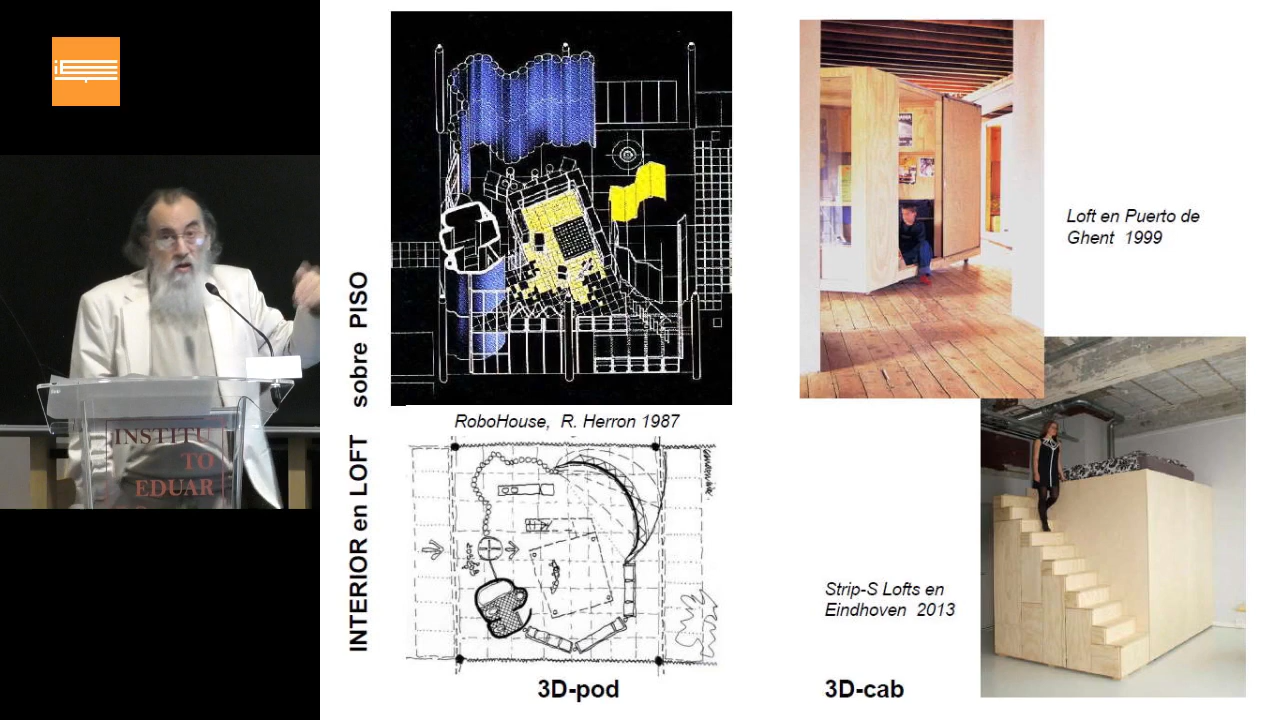 INSTITU
TO
EDUAR
INTERIOR en LOFT sobre PISO
RoboHouse, R. Herron 1987
3D-pod
Loft en Puerto de
Ghent 1999
Strip-S Lofts en
Eindhoven 2013
3D-cab